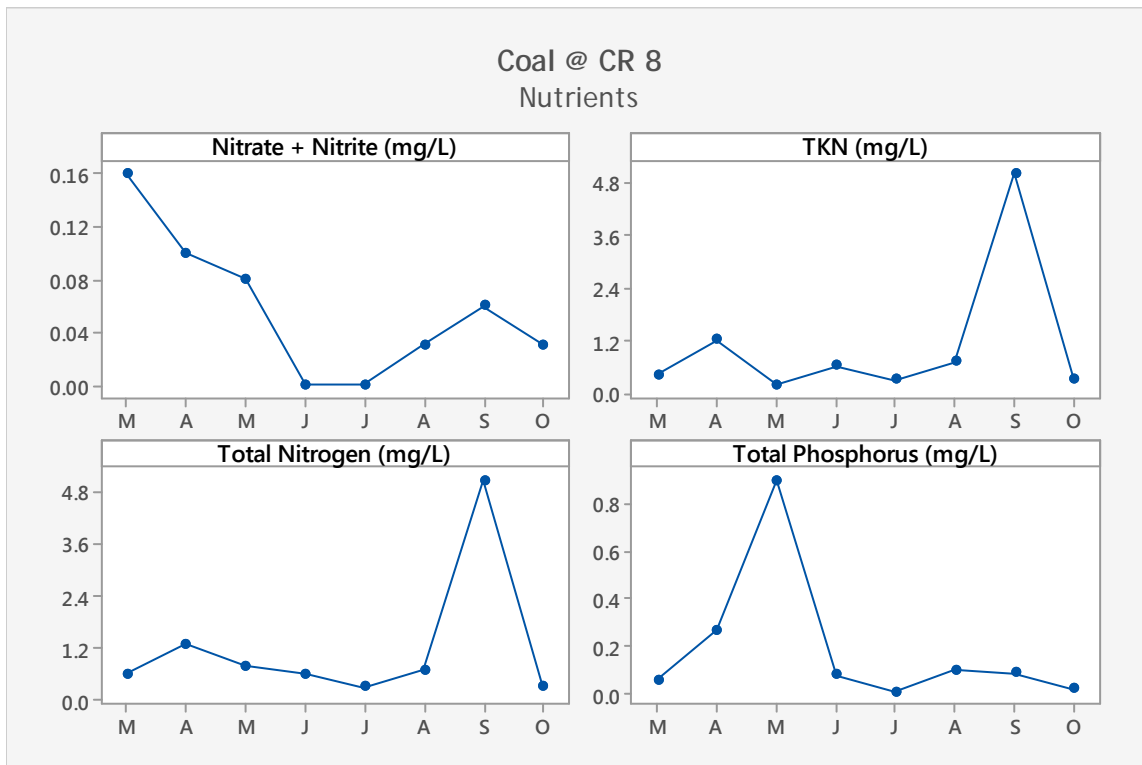 Coal @ CR 8
Nutrients
Nitrate + Nitrite (mg/L)
0.16
0.12
0.08
0.04
0.00
M A M J J A S O
TKN (mg/L)
4.8
3.6
2.4
1.2
0.0
M A M J J A S O
Total Nitrogen (mg/L)
4.8
3.6
2.4
1.2
0.0
M A M J J A S O
Total Phosphorus (mg/L)
0.8
0.6
0.4
0.2
0.0
M A M J J A S O